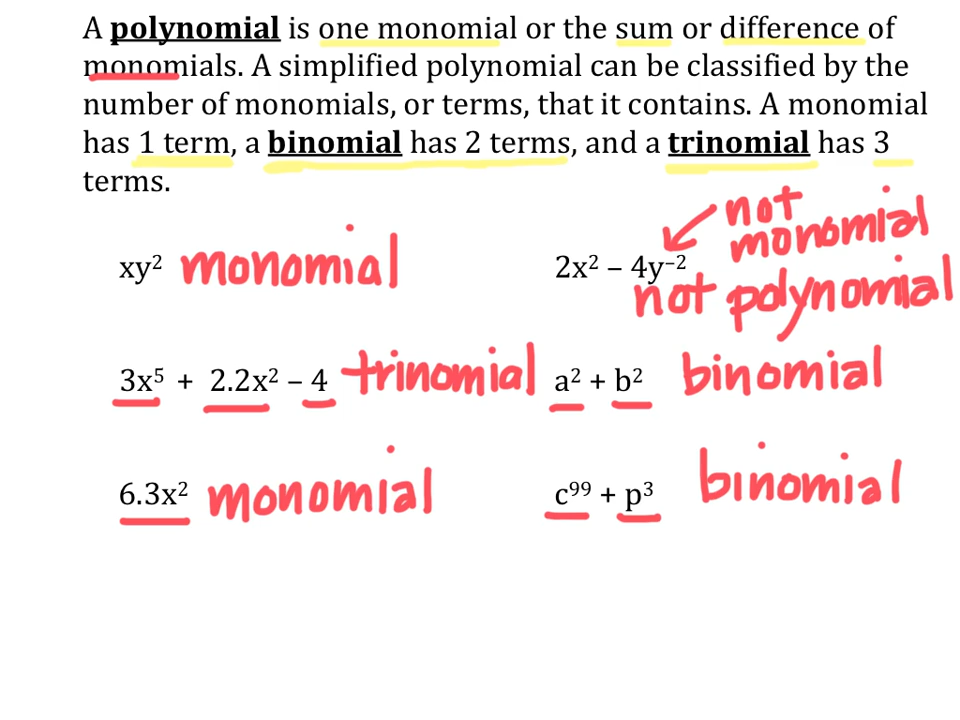 A polynomial is one monomial or the sum or difference of
monomials. A simplified polynomial can be classified by the
number of monomials, or terms, that it contains. A monomial
has 1 term, a binomial has 2 terms, and a trinomial has 3
terms.
xy² monomial
2x² – 4y⁻² not
monomial
not polynomial
3x⁵ + 2.2x² – 4 trinomial
a² + b² binomial
6.3x² monomial
c⁹⁹ + p³ binomial